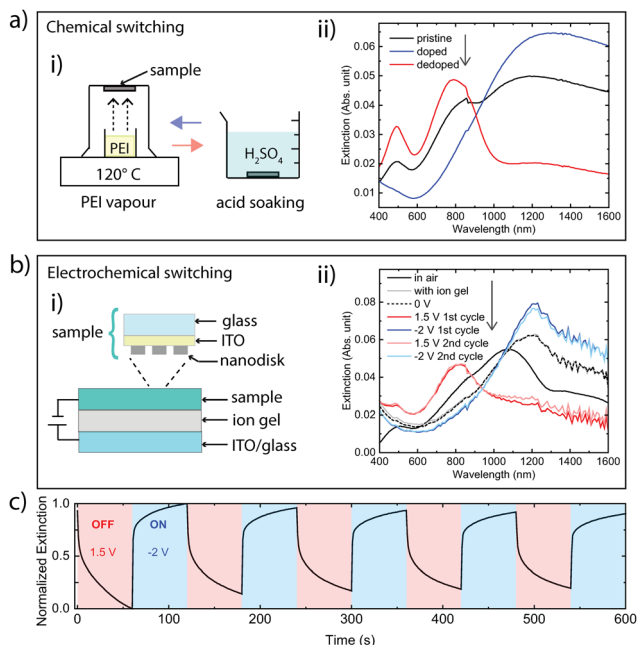 a)
Chemical switching
i)
sample
PEI
120° C
PEI vapour
H₂SO₄
acid soaking
ii)
pristine
doped
dedoped
Extinction (Abs. unit)
0.06
0.05
0.04
0.03
0.02
0.01
400 600 800 1000 1200 1400 1600
Wavelength (nm)
b)
Electrochemical switching
i)
sample
glass
ITO
nanodisk
sample
ion gel
ITO/glass
ii)
in air
with ion gel
0 V
1.5 V 1st cycle
-2 V 1st cycle
1.5 V 2nd cycle
-2 V 2nd cycle
Extinction (Abs. unit)
0.08
0.06
0.04
0.02
0.00
400 600 800 1000 1200 1400 1600
Wavelength (nm)
c)
Normalized Extinction
1.0
0.5
0.0
OFF ON
1.5 V -2 V
0 100 200 300 400 500 600
Time (s)